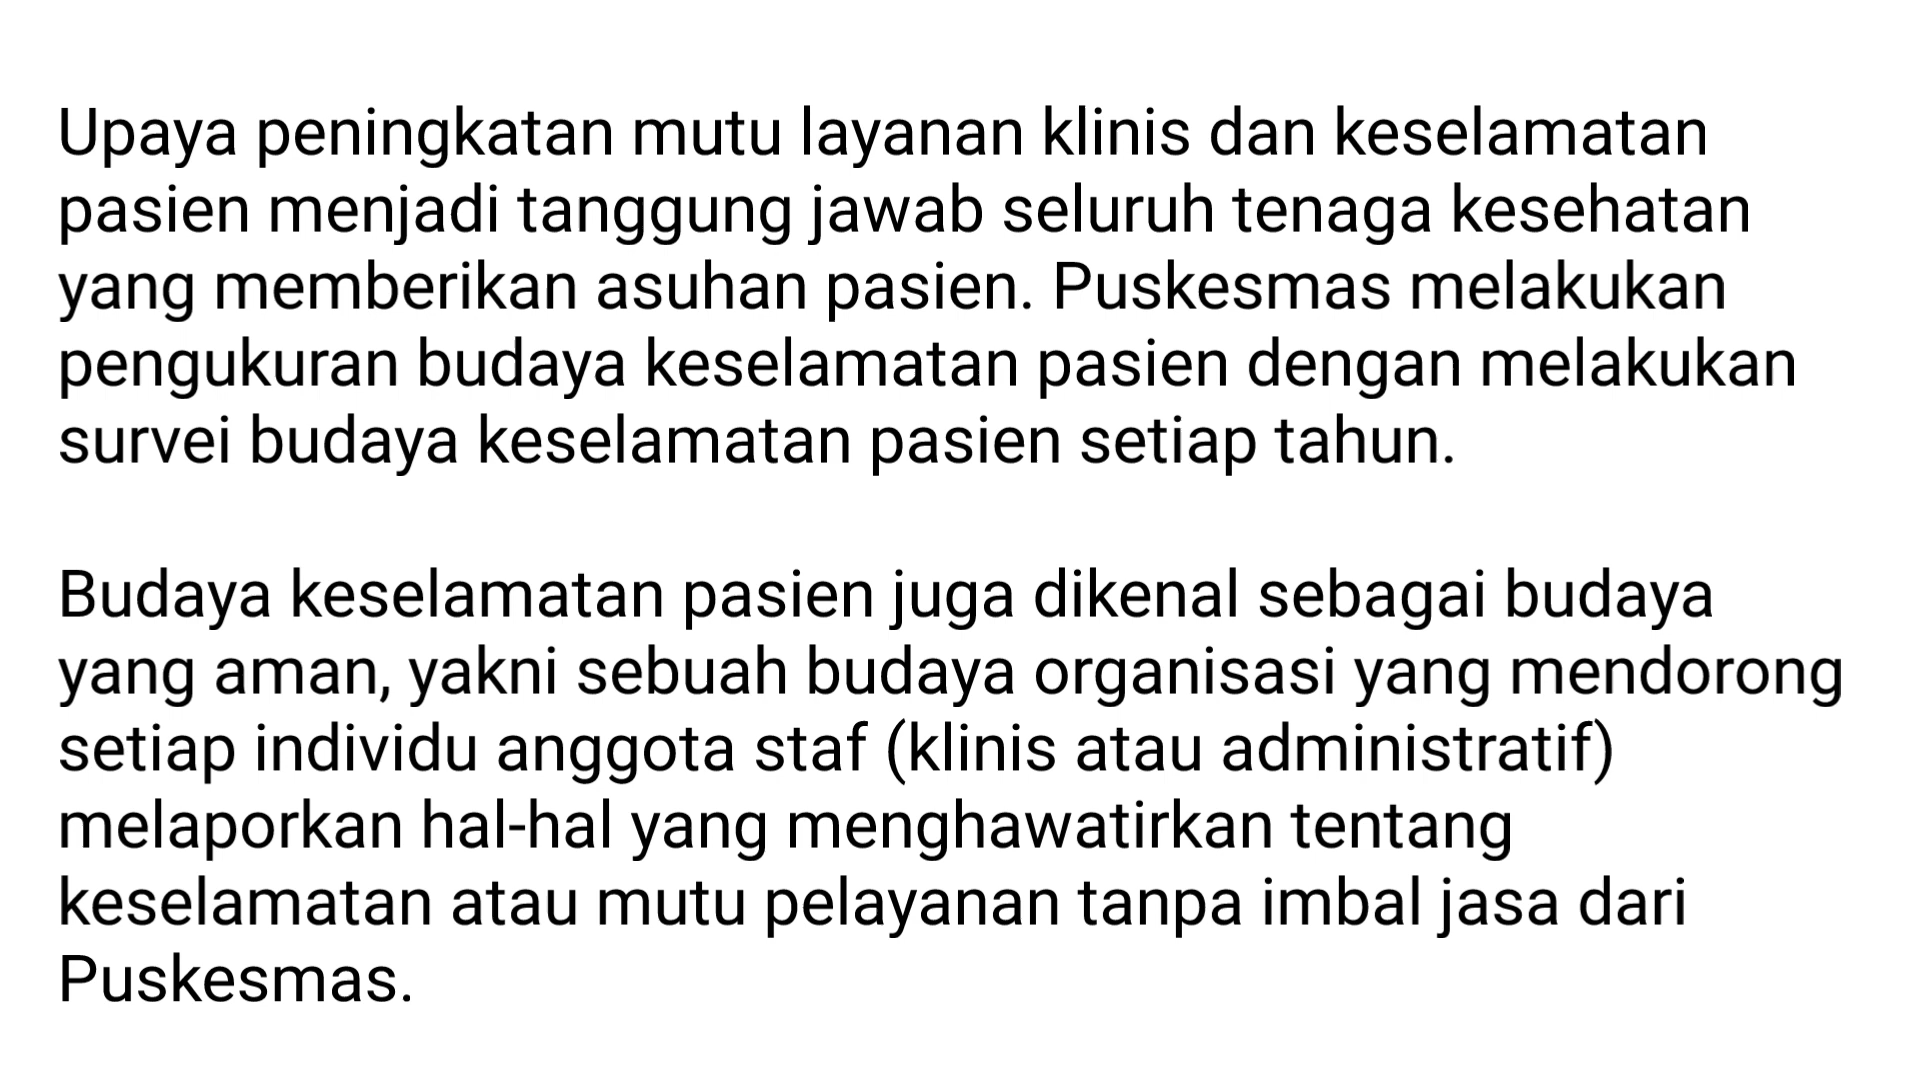 Upaya peningkatan mutu layanan klinis dan keselamatan
pasien menjadi tanggung jawab seluruh tenaga kesehatan
yang memberikan asuhan pasien. Puskesmas melakukan
pengukuran budaya keselamatan pasien dengan melakukan
survei budaya keselamatan pasien setiap tahun.
Budaya keselamatan pasien juga dikenal sebagai budaya
yang aman, yakni sebuah budaya organisasi yang mendorong
setiap individu anggota staf (klinis atau administratif)
melaporkan hal-hal yang menghawatirkan tentang
keselamatan atau mutu pelayanan tanpa imbal jasa dari
Puskesmas.